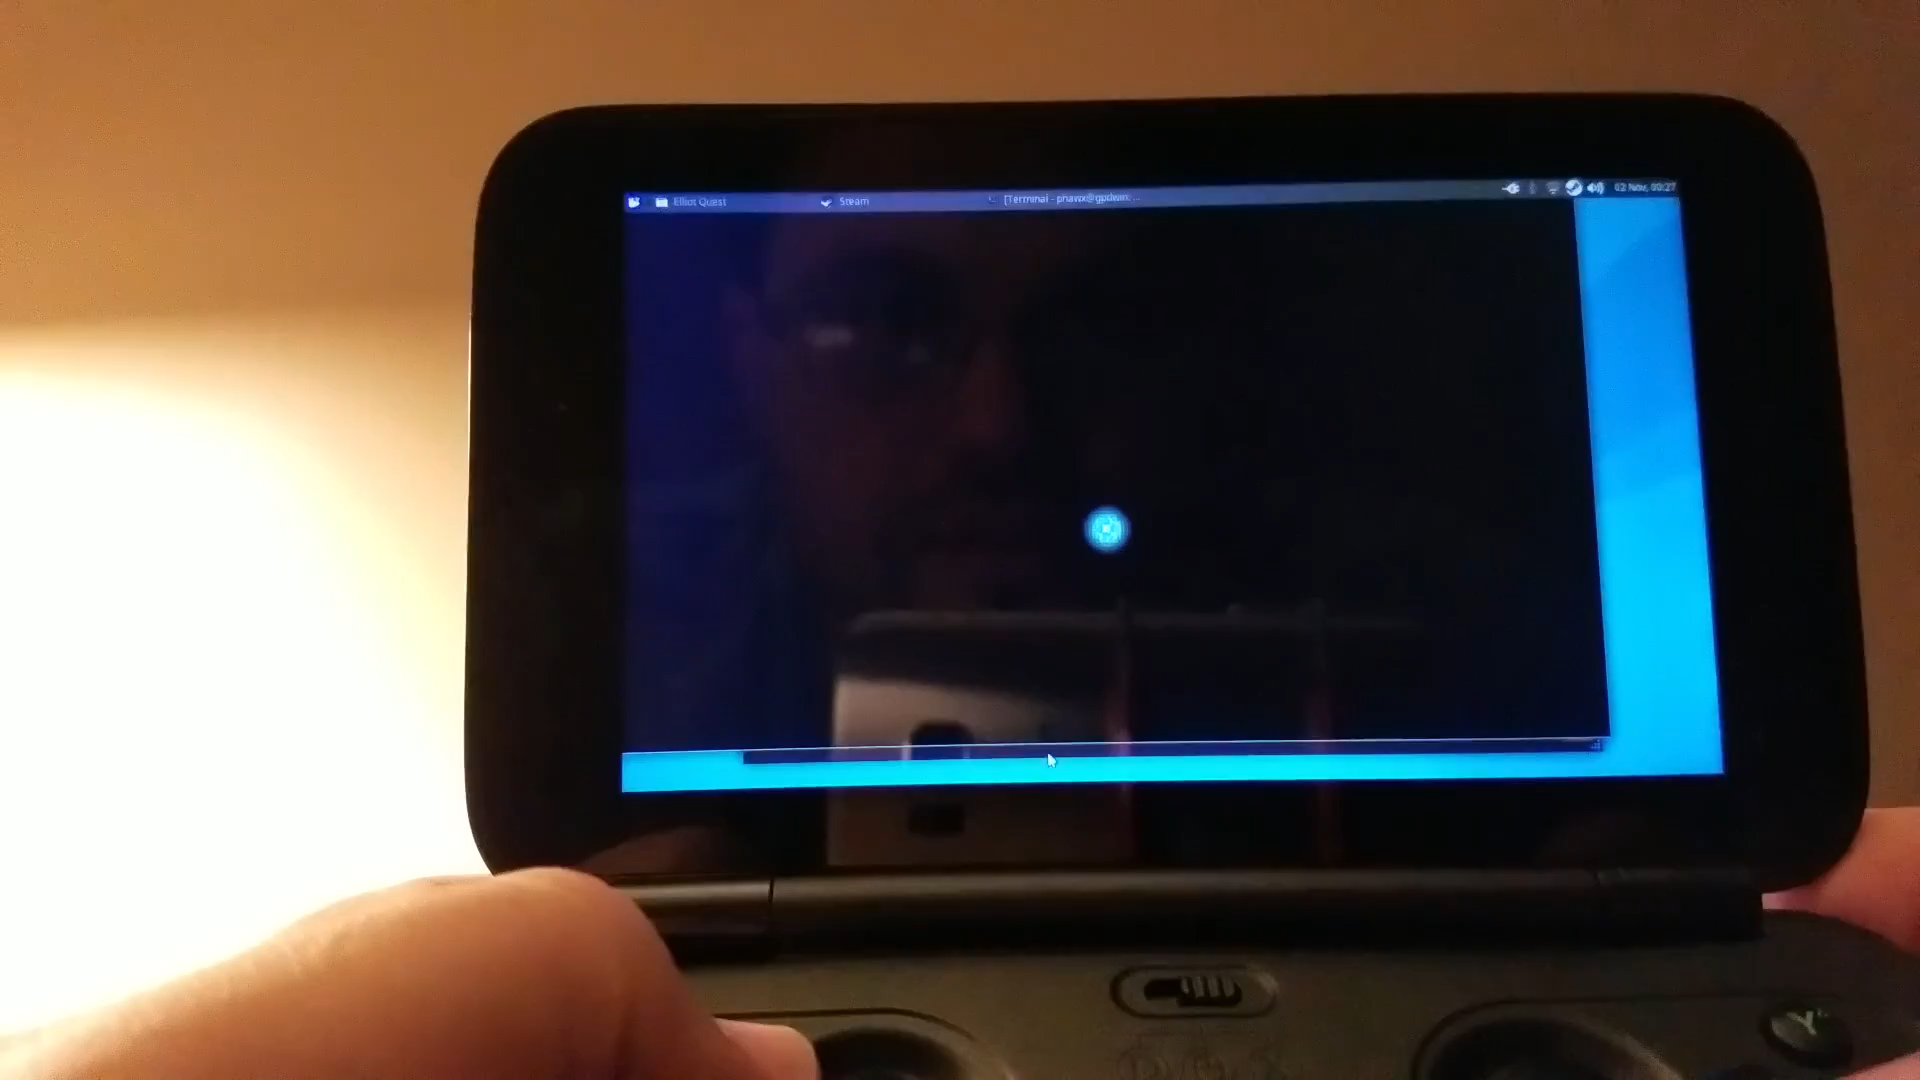 Elliot Quest
Steam
[Terminal - phawx@gpdwin: ...
02 Nov, 00:27
Y